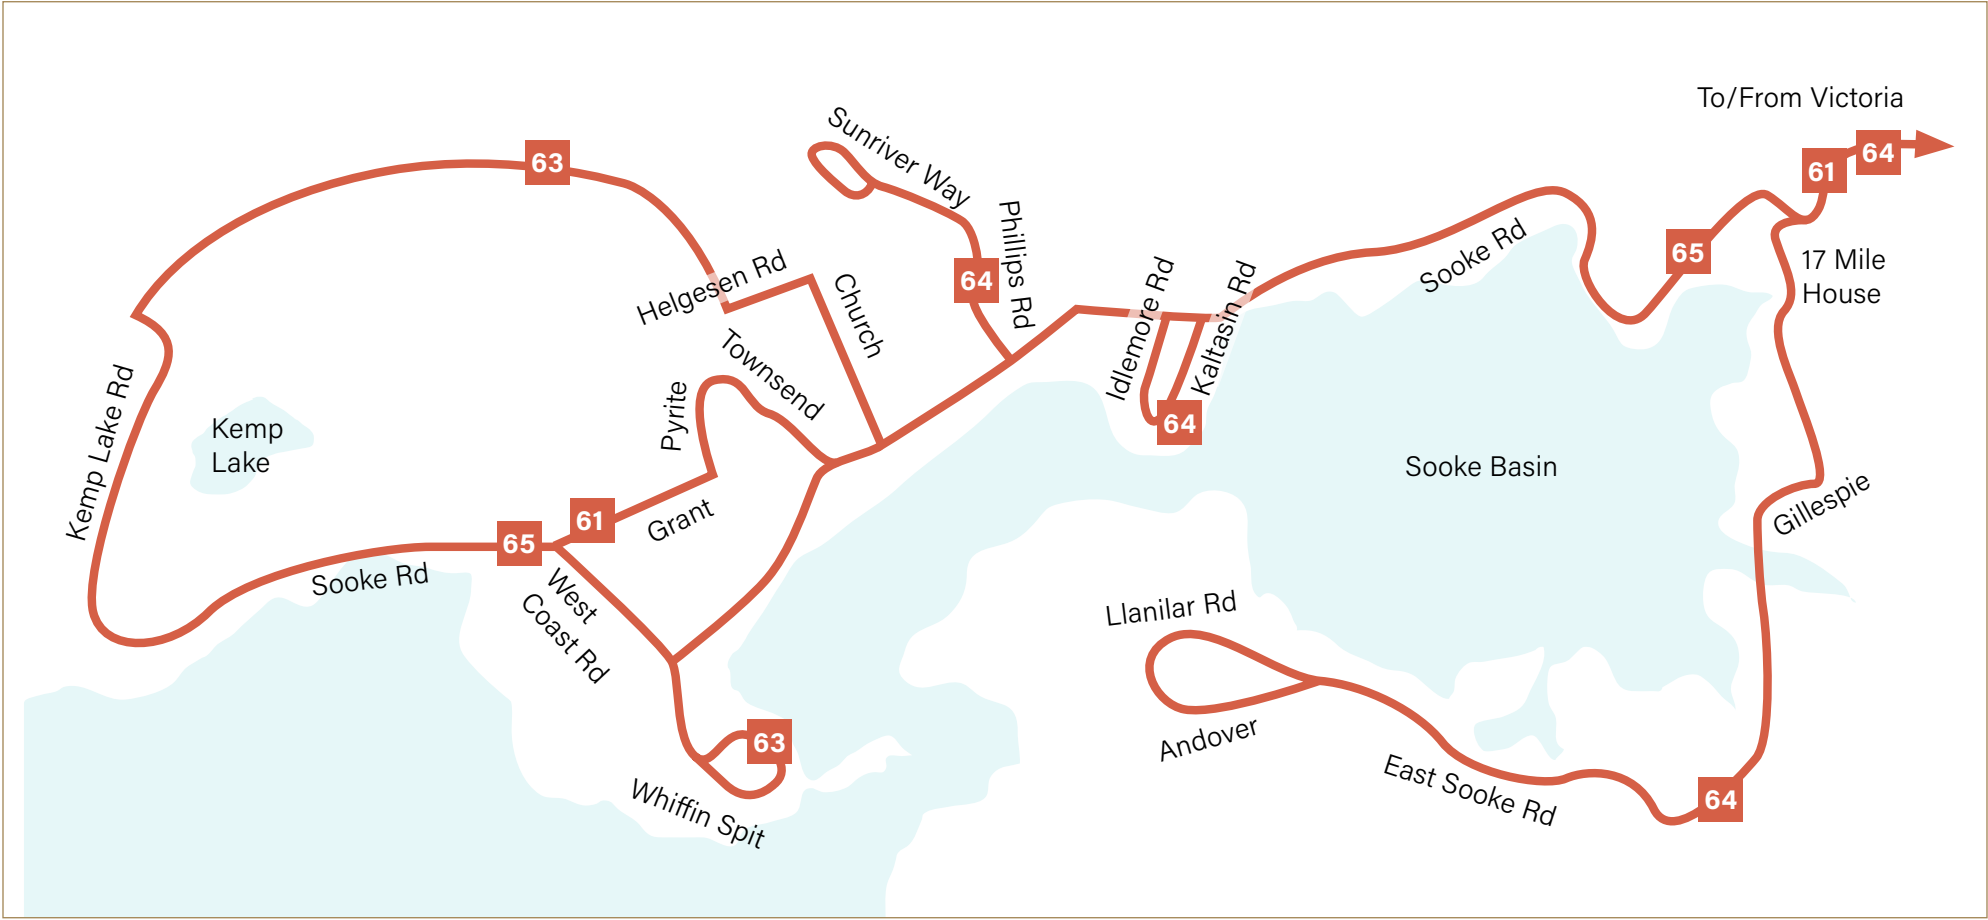 To/From Victoria
Sunriver Way
64
61
63
Phillips Rd
Sooke Rd
65
17 Mile
House
Helgesen Rd
Church
64
Idlemore Rd
Kaltasin Rd
Townsend
Kemp Lake Rd
Pyrite
64
Kemp
Lake
Sooke Basin
Gillespie
61
Grant
65
Sooke Rd
West
Coast Rd
Llanilar Rd
63
Andover
East Sooke Rd
64
Whiffin Spit